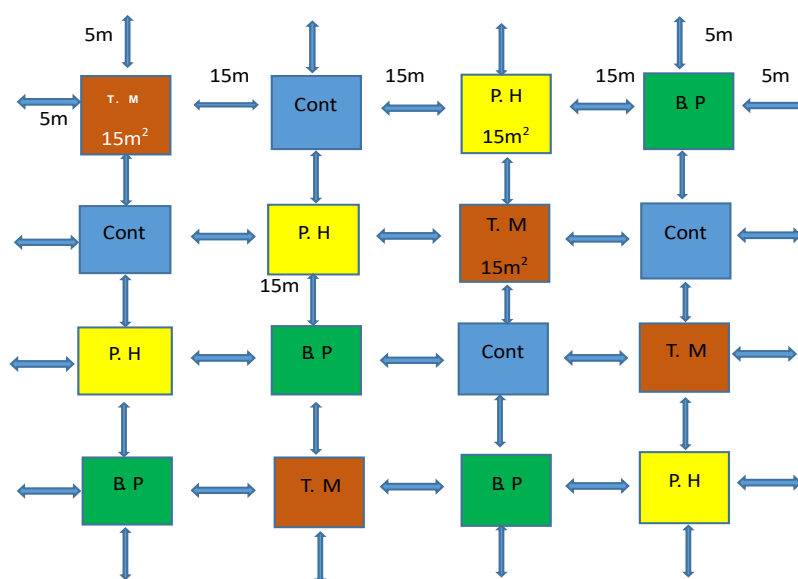 5m
5m
15m
15m
15m
5m
T. M
Cont
P. H
B. P
5m
15m²
15m²
Cont
P. H
T. M
Cont
15m²
15m
P. H
B. P
Cont
T. M
B. P
T. M
B. P
P. H